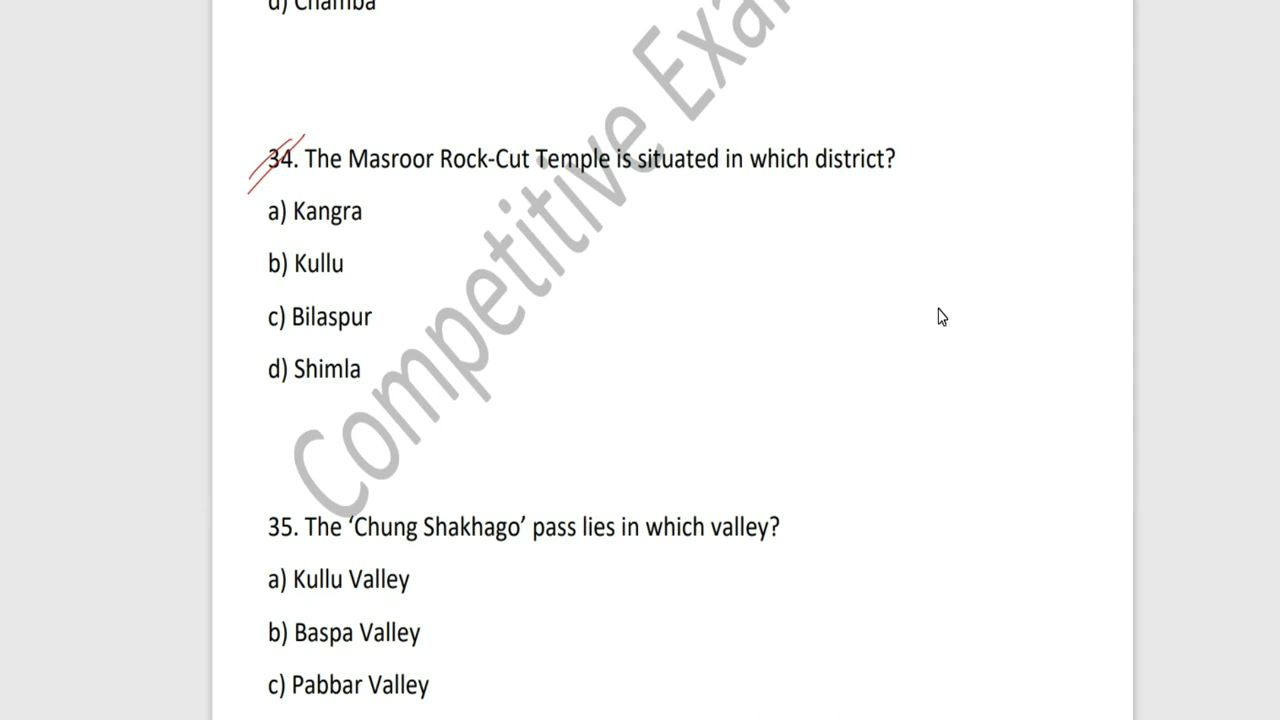 d) Chamba
34. The Masroor Rock-Cut Temple is situated in which district?
a) Kangra
b) Kullu
c) Bilaspur
d) Shimla
35. The ‘Chung Shakhago’ pass lies in which valley?
a) Kullu Valley
b) Baspa Valley
c) Pabbar Valley
Competitive Exa